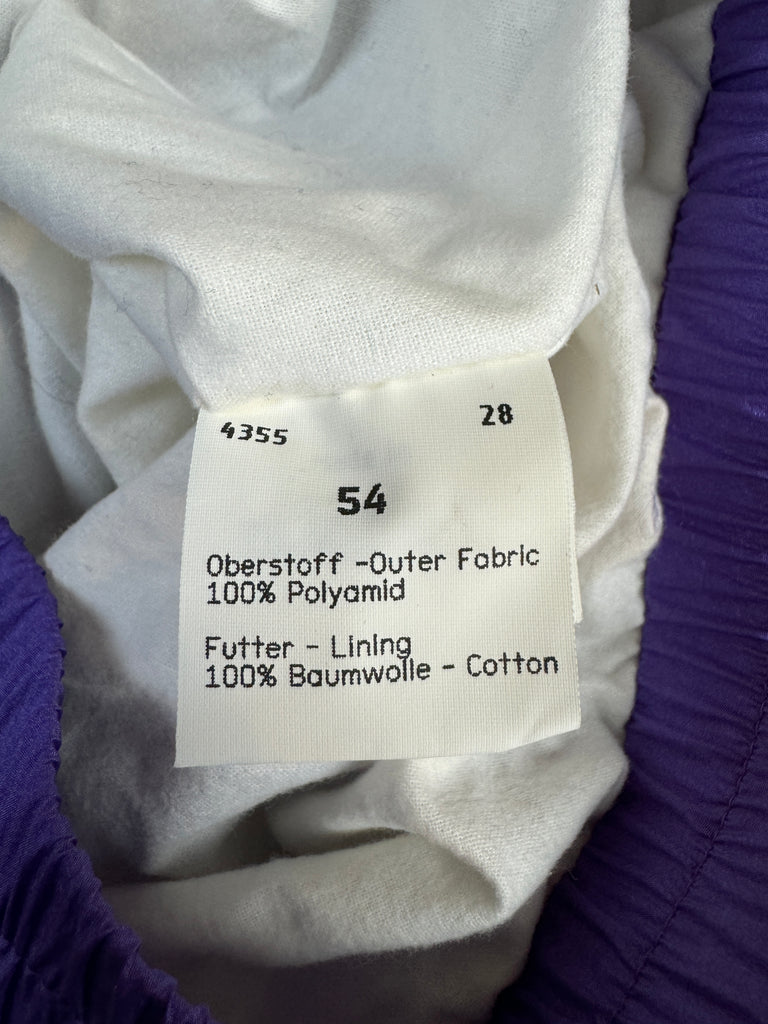 4355 28
54
Oberstoff -Outer Fabric
100% Polyamid
Futter - Lining
100% Baumwolle - Cotton